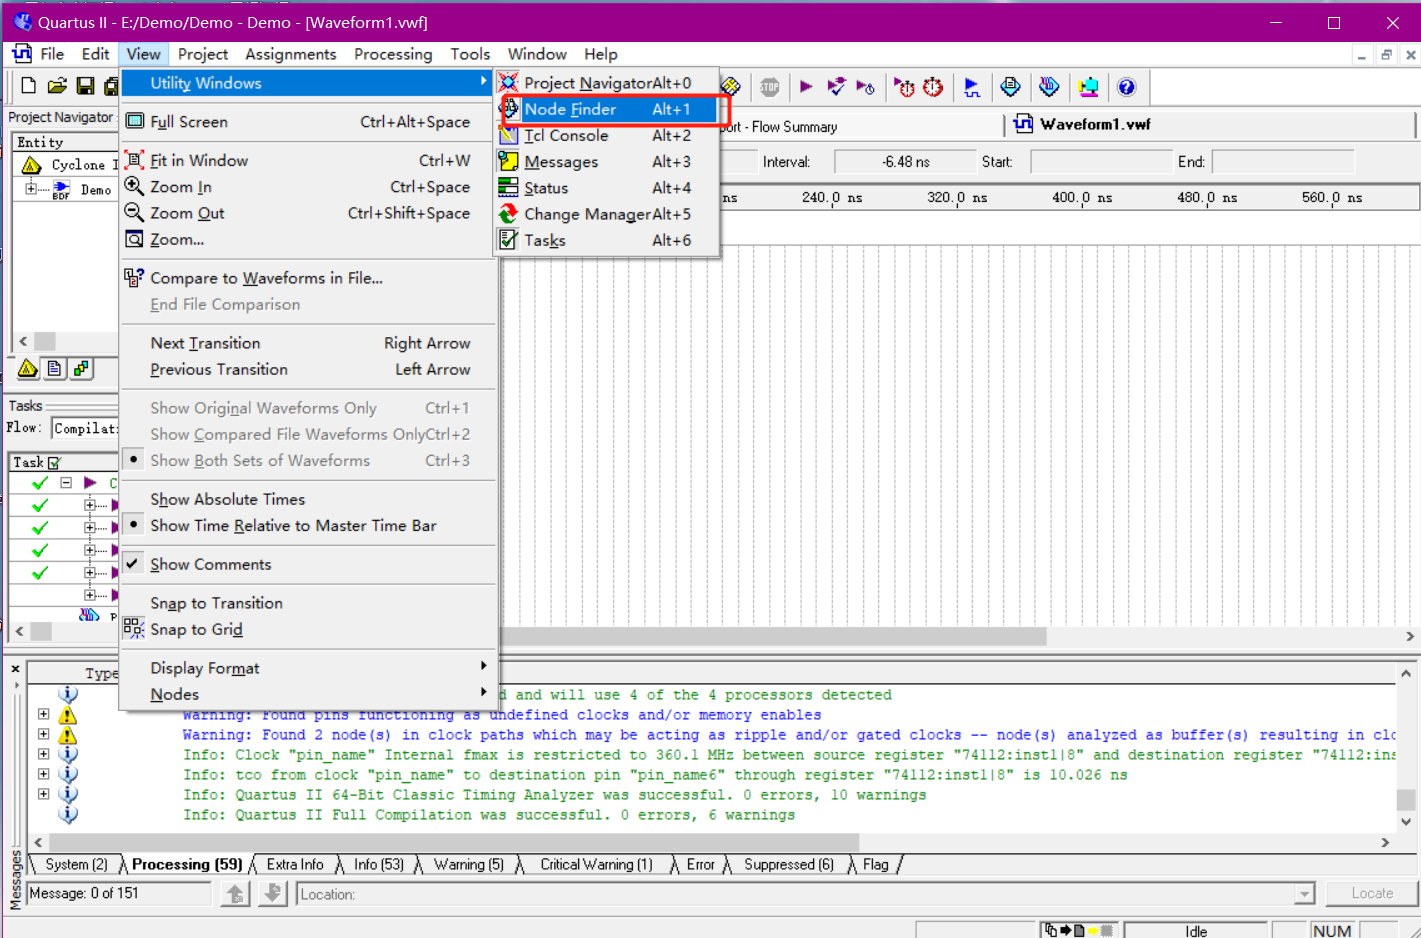 Quartus II - E:/Demo/Demo - Demo - [Waveform1.vwf]
File Edit View Project Assignments Processing Tools Window Help
Utility Windows
Project Navigator Alt+0
Node Finder Alt+1
Tcl Console Alt+2
Messages Alt+3
Status Alt+4
Change Manager Alt+5
Tasks Alt+6
STOP
Project Navigator
Entity
Cyclone I
Demo
BDF
Full Screen Ctrl+Alt+Space
Fit in Window Ctrl+W
Zoom In Ctrl+Space
Zoom Out Ctrl+Shift+Space
Zoom...
Compare to Waveforms in File...
End File Comparison
Next Transition Right Arrow
Previous Transition Left Arrow
Show Original Waveforms Only Ctrl+1
Show Compared File Waveforms Only Ctrl+2
Show Both Sets of Waveforms Ctrl+3
Show Absolute Times
Show Time Relative to Master Time Bar
Show Comments
Snap to Transition
Snap to Grid
Display Format
Nodes
ort - Flow Summary
Waveform1.vwf
Interval: -6.48 ns Start: End:
ns 240.0 ns 320.0 ns 400.0 ns 480.0 ns 560.0 ns
Tasks
Flow: Compilat
Task
C
P
Type
d and will use 4 of the 4 processors detected
Warning: Found pins functioning as undefined clocks and/or memory enables
Warning: Found 2 node(s) in clock paths which may be acting as ripple and/or gated clocks -- node(s) analyzed as buffer(s) resulting in clo
Info: Clock "pin_name" Internal fmax is restricted to 360.1 MHz between source register "74112:inst1|8" and destination register "74112:ins
Info: tco from clock "pin_name" to destination pin "pin_name6" through register "74112:inst1|8" is 10.026 ns
Info: Quartus II 64-Bit Classic Timing Analyzer was successful. 0 errors, 10 warnings
Info: Quartus II Full Compilation was successful. 0 errors, 6 warnings
Messages
System (2) Processing (59) Extra Info Info (53) Warning (5) Critical Warning (1) Error Suppressed (6) Flag
Message: 0 of 151 Location: Locate
Idle NUM